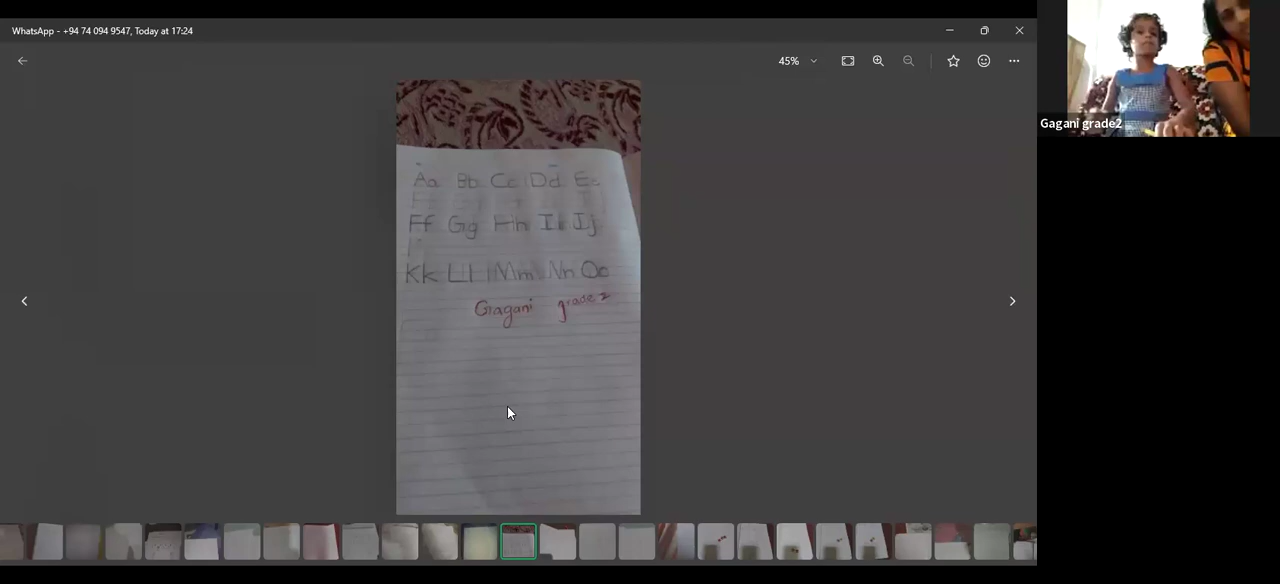 WhatsApp - +94 74 094 9547, Today at 17:24
45%
Gagani grade2
Aa Bb Cc Dd Ee
Ff Gg Hh Ii Jj
Kk Ll Mm Nn Oo
Gagani grade 2